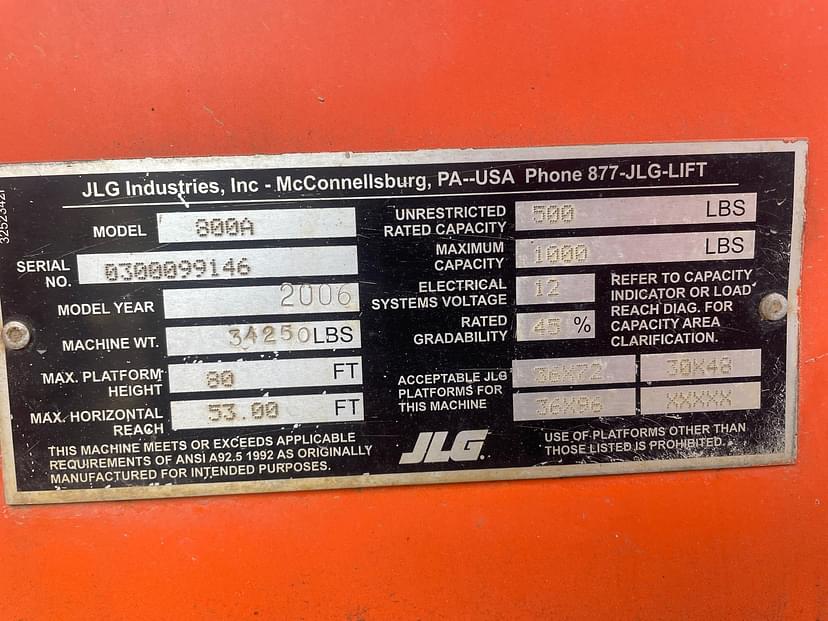 JLG Industries, Inc - McConnellsburg, PA--USA Phone 877-JLG-LIFT
3252342
MODEL 800A
SERIAL NO. 0300099146
MODEL YEAR 2006
MACHINE WT. 34250 LBS
MAX. PLATFORM HEIGHT 80 FT
MAX. HORIZONTAL REACH 53.00 FT
THIS MACHINE MEETS OR EXCEEDS APPLICABLE
REQUIREMENTS OF ANSI A92.5 1992 AS ORIGINALLY
MANUFACTURED FOR INTENDED PURPOSES.
UNRESTRICTED RATED CAPACITY 500 LBS
MAXIMUM CAPACITY 1000 LBS
ELECTRICAL SYSTEMS VOLTAGE 12
RATED GRADABILITY 45 %
REFER TO CAPACITY
INDICATOR OR LOAD
REACH DIAG. FOR
CAPACITY AREA
CLARIFICATION.
ACCEPTABLE JLG
PLATFORMS FOR
THIS MACHINE
36X72 30X48
36X96 XXXXX
JLG.
USE OF PLATFORMS OTHER THAN
THOSE LISTED IS PROHIBITED.